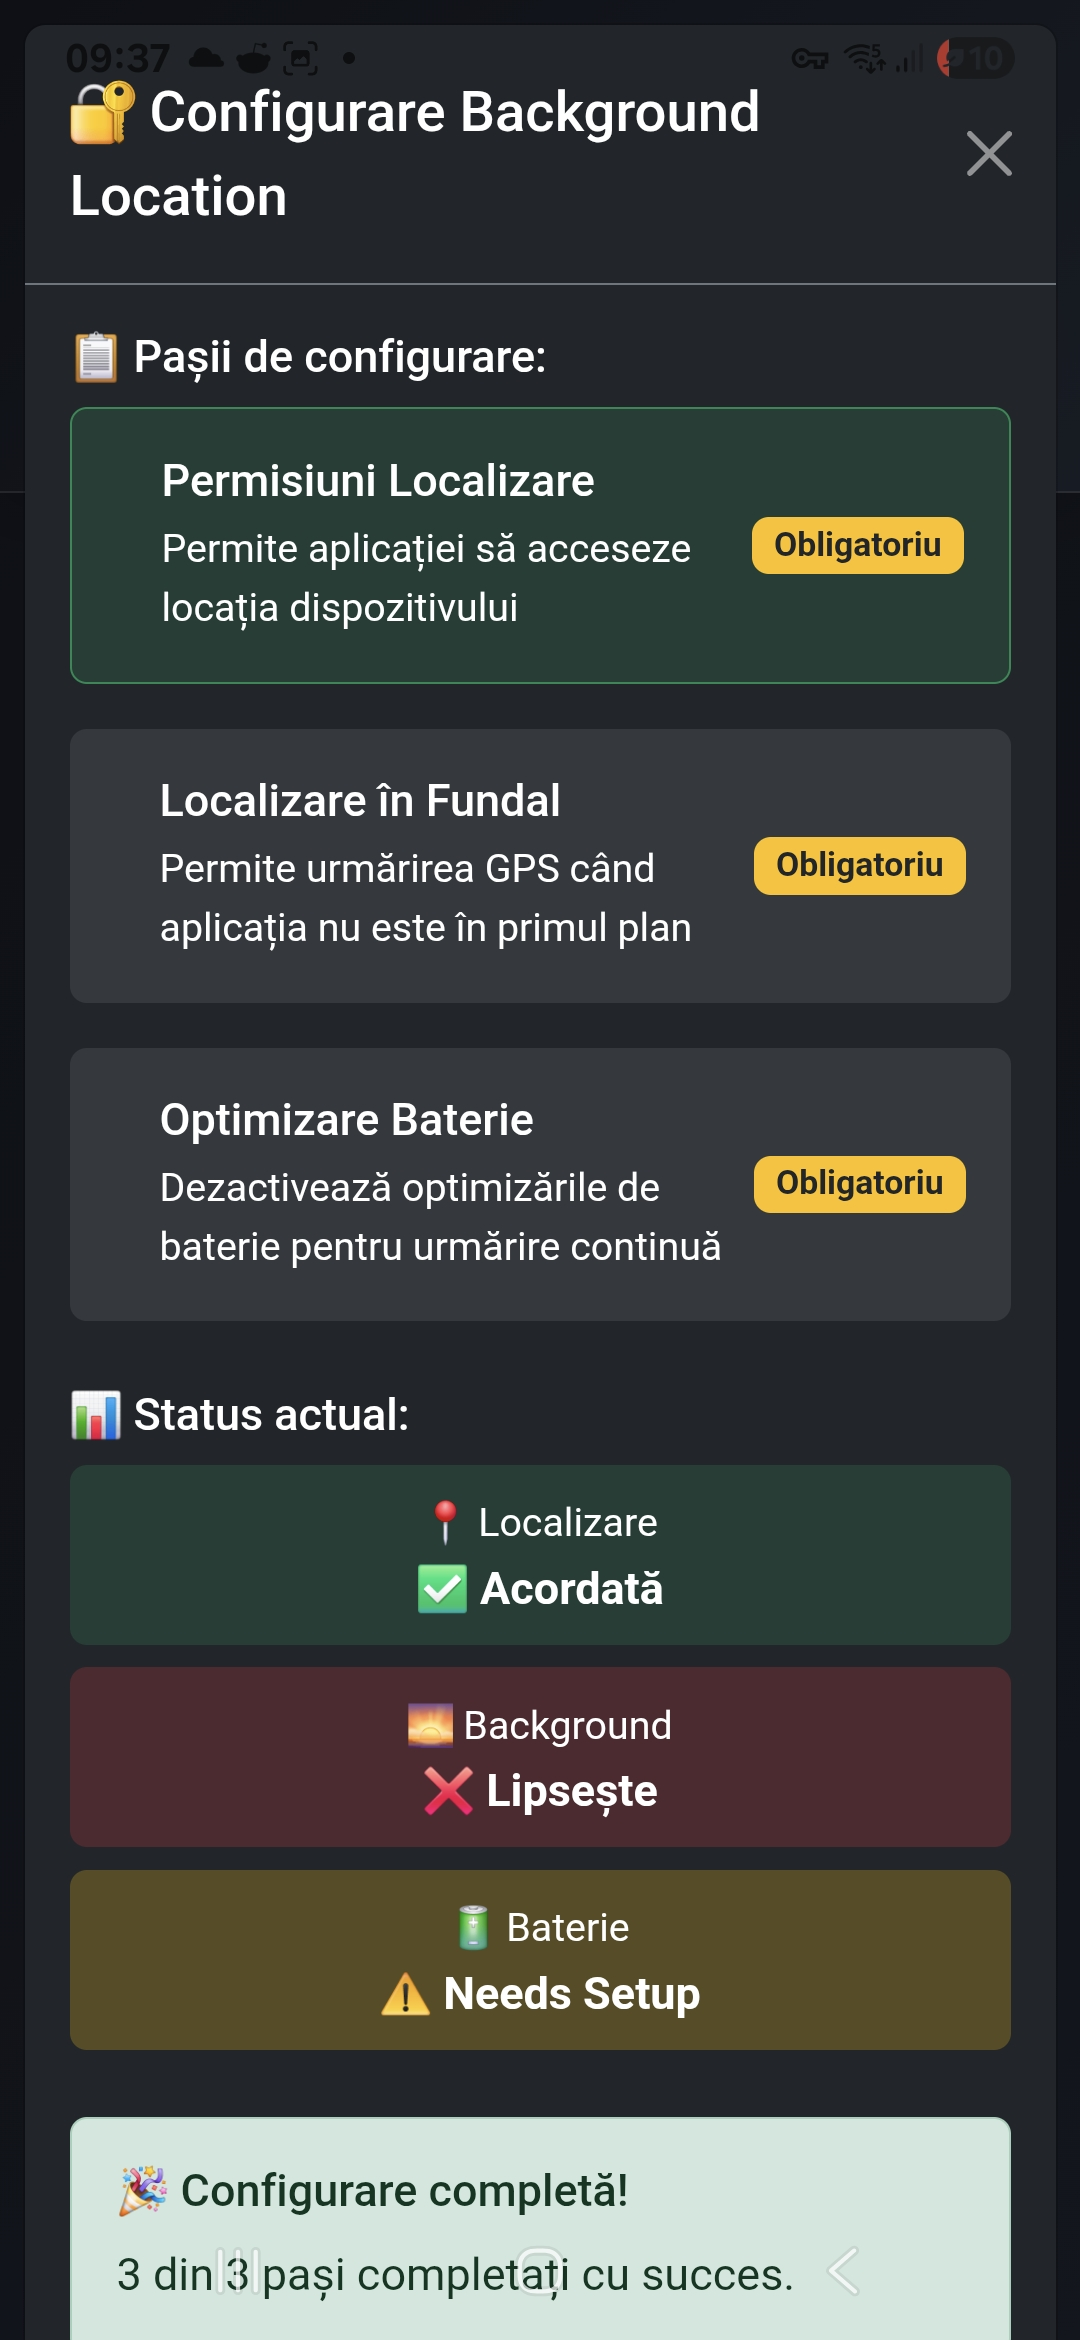 09:37
5
10
Configurare Background
Location
Pașii de configurare:
Permisiuni Localizare
Permite aplicației să acceseze
locația dispozitivului
Obligatoriu
Localizare în Fundal
Permite urmărirea GPS când
aplicația nu este în primul plan
Obligatoriu
Optimizare Baterie
Dezactivează optimizările de
baterie pentru urmărire continuă
Obligatoriu
Status actual:
Localizare
Acordată
Background
Lipsește
Baterie
Needs Setup
Configurare completă!
3 din 3 pași completați cu succes.